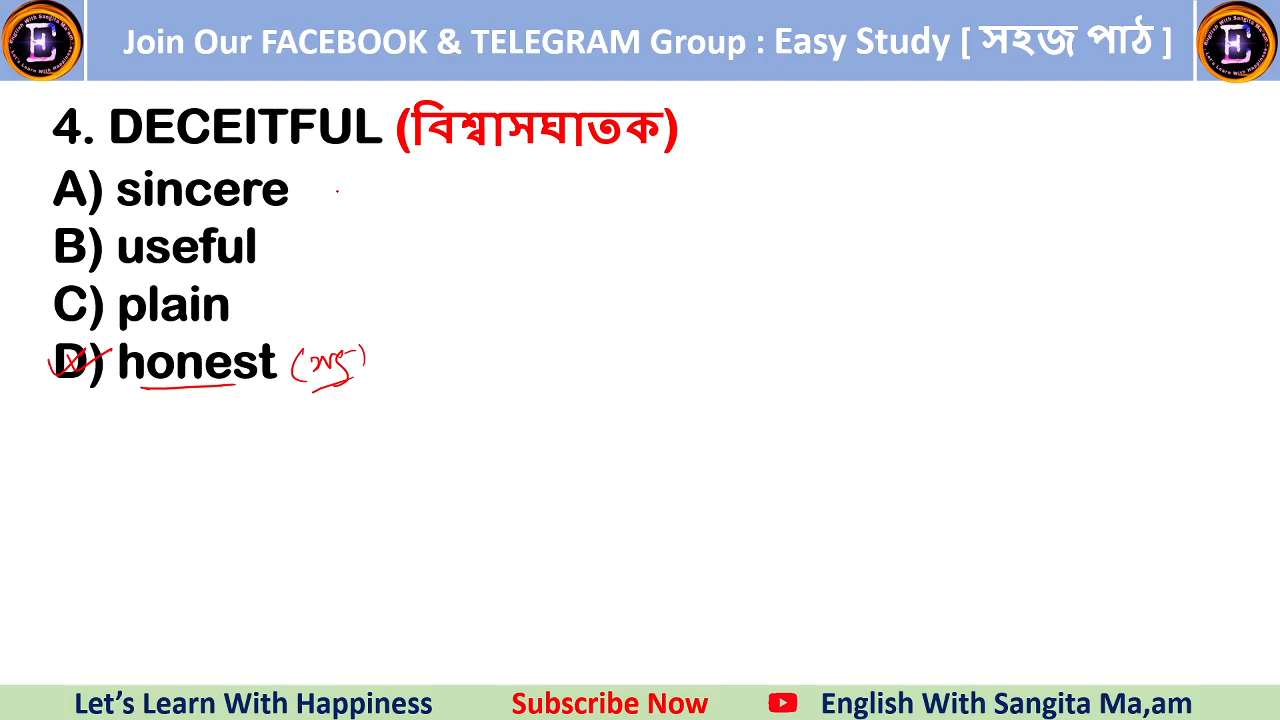 Join Our FACEBOOK & TELEGRAM Group : Easy Study [ সহজ পাঠ ]
4. DECEITFUL (বিশ্বাসঘাতক)
A) sincere
B) useful
C) plain
D) honest (সৎ)
Let's Learn With Happiness Subscribe Now English With Sangita Ma,am